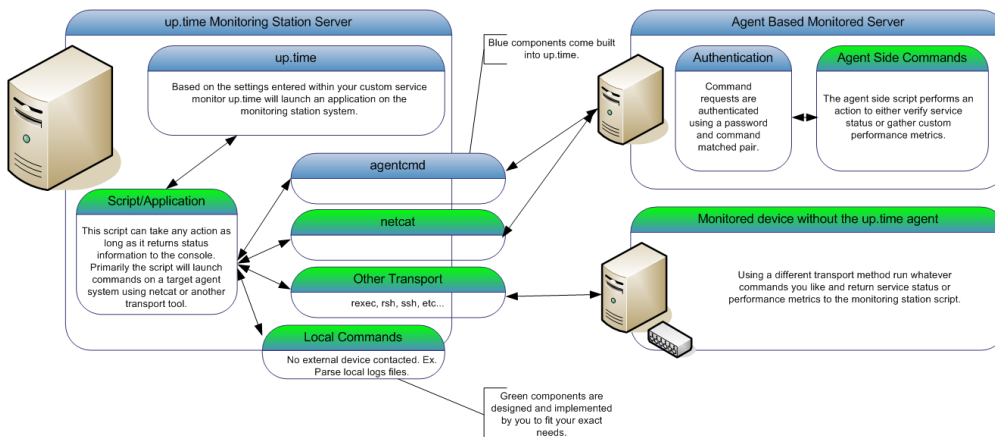 up.time Monitoring Station Server
up.time
Based on the settings entered within your custom service
monitor up.time will launch an application on the
monitoring station system.
Blue components come built
into up.time.
Agent Based Monitored Server
Authentication
Command
requests are
authenticated
using a password
and command
matched pair.
Agent Side Commands
The agent side script performs an
action to either verify service
status or gather custom
performance metrics.
agentcmd
Script/Application
This script can take any action as
long as it returns status
information to the console.
Primarily the script will launch
commands on a target agent
system using netcat or another
transport tool.
netcat
Other Transport
rexec, rsh, ssh, etc...
Monitored device without the up.time agent
Using a different transport method run whatever
commands you like and return service status or
performance metrics to the monitoring station script.
Local Commands
No external device contacted. Ex.
Parse local logs files.
Green components are
designed and implemented
by you to fit your exact
needs.